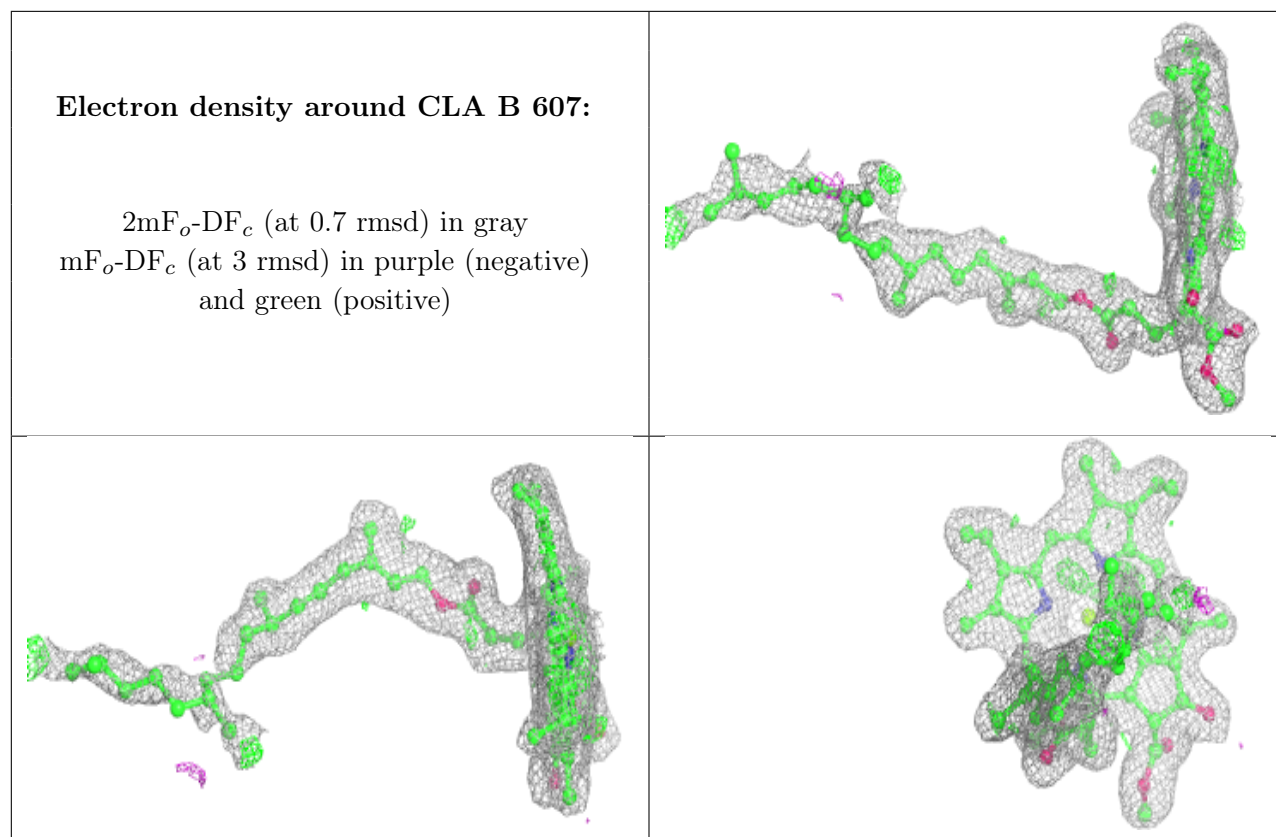 Electron density around CLA B 607:
2mFo-DFc (at 0.7 rmsd) in gray
mFo-DFc (at 3 rmsd) in purple (negative)
and green (positive)